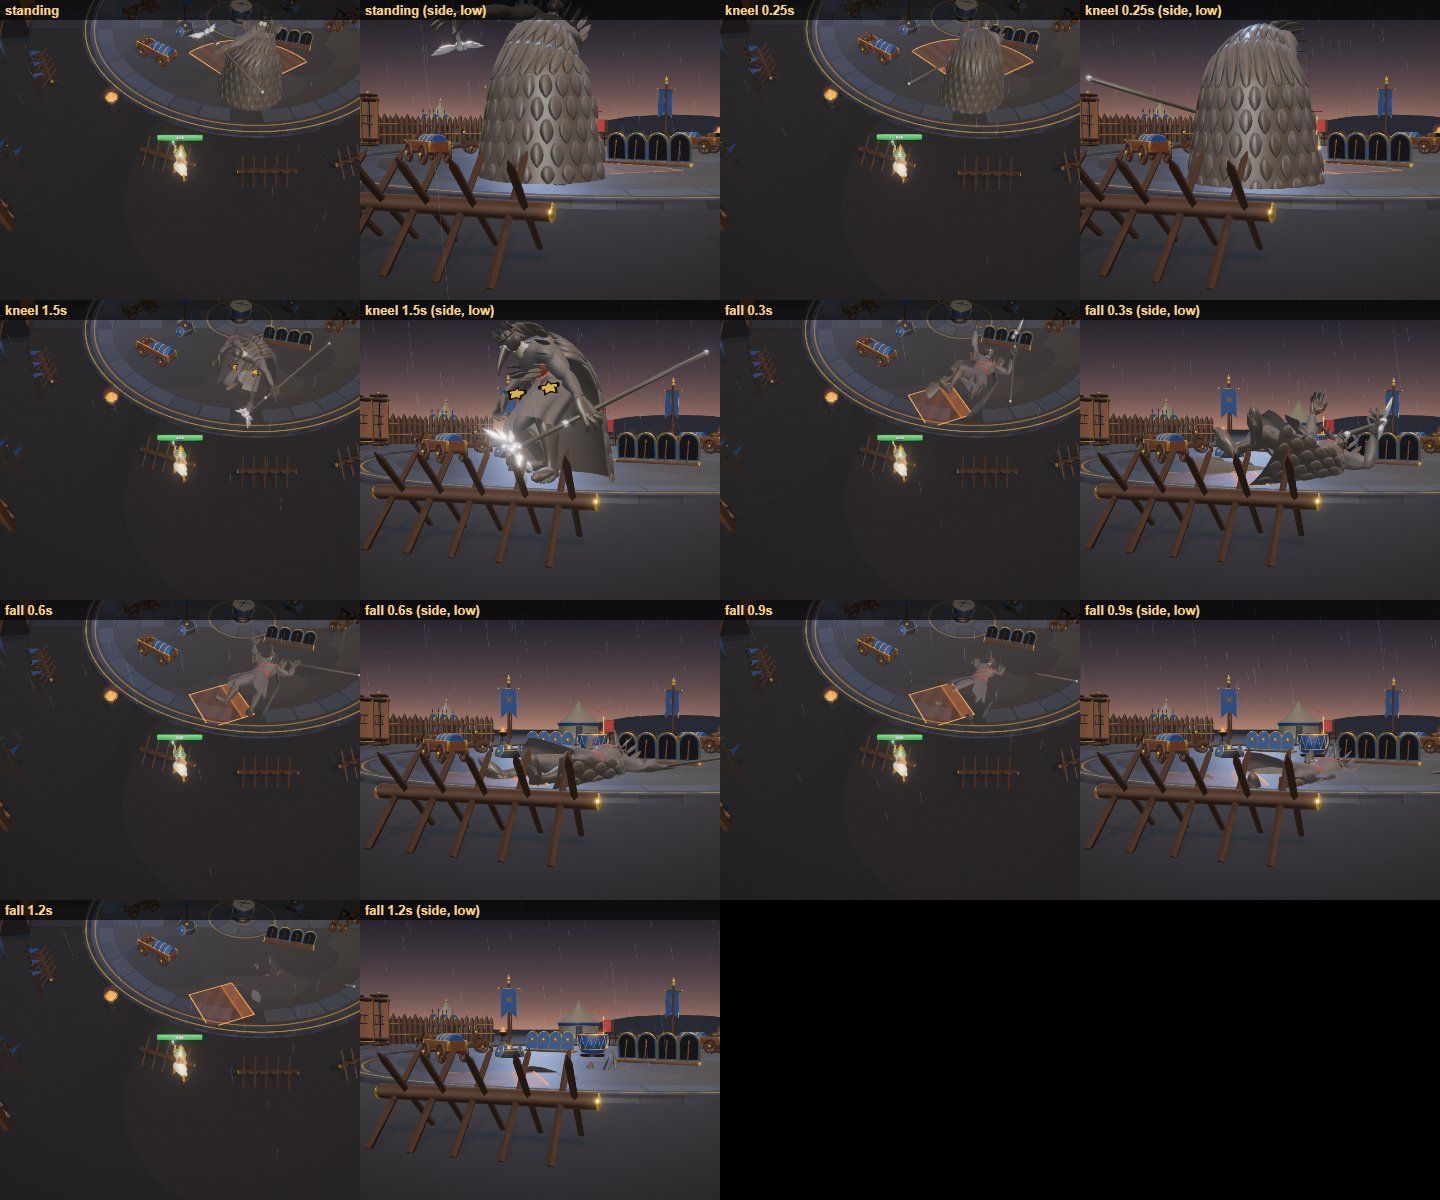 standing
standing (side, low)
kneel 0.25s
kneel 0.25s (side, low)
kneel 1.5s
kneel 1.5s (side, low)
fall 0.3s
fall 0.3s (side, low)
fall 0.6s
fall 0.6s (side, low)
fall 0.9s
fall 0.9s (side, low)
fall 1.2s
fall 1.2s (side, low)